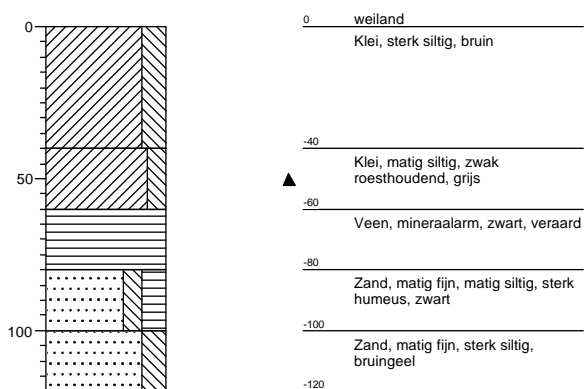 0
50
100
0 weiland
Klei, sterk siltig, bruin
-40
Klei, matig siltig, zwak
roesthoudend, grijs
-60
Veen, mineraalarm, zwart, veraard
-80
Zand, matig fijn, matig siltig, sterk
humeus, zwart
-100
Zand, matig fijn, sterk siltig,
bruingeel
-120